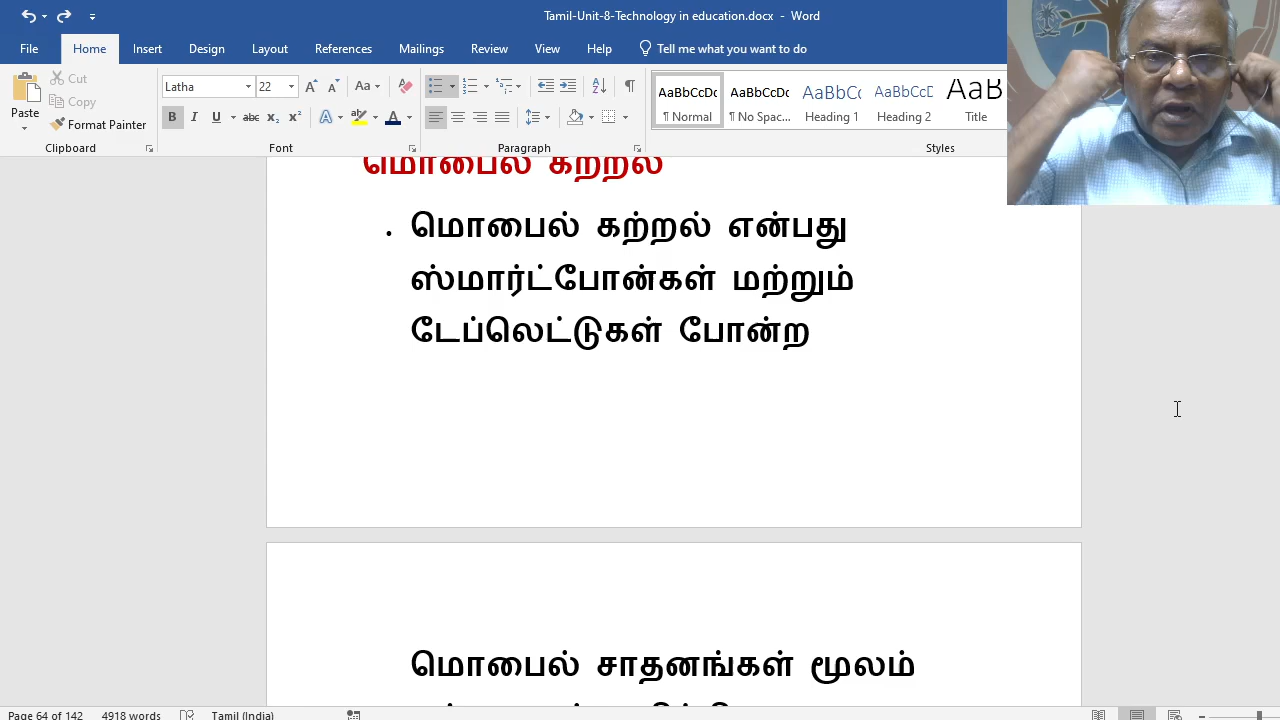 Tamil-Unit-8-Technology in education.docx - Word
File Home Insert Design Layout References Mailings Review View Help Tell me what you want to do
Paste
Cut
Copy
Format Painter
Clipboard
Latha 22
Font
Paragraph
AaBbCcDc AaBbCcDc AaBbCc AaBbCcD AaB
¶ Normal ¶ No Spac... Heading 1 Heading 2 Title
Styles
மொபைல் கற்றல்
• மொபைல் கற்றல் என்பது
ஸ்மார்ட்போன்கள் மற்றும்
டேப்லெட்டுகள் போன்ற
மொபைல் சாதனங்கள் மூலம்
Page 64 of 142 4918 words Tamil (India)